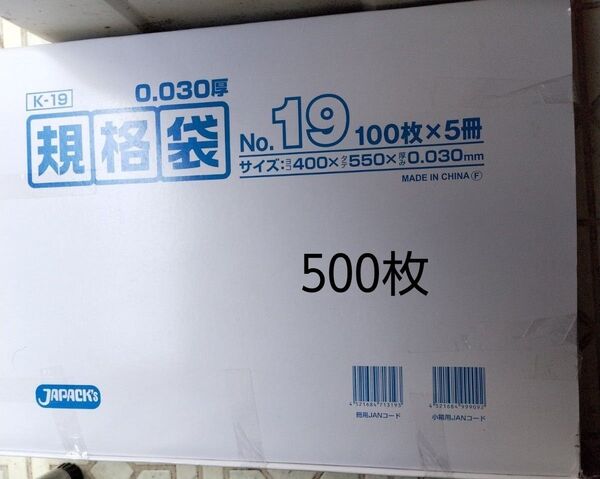 K-19
0.030厚
規格袋
No.19 100枚×5冊
サイズ:ヨコ400×タテ550×厚み0.030mm
MADE IN CHINA Ⓕ
500枚
JAPACK's
4521684713193
冊用JANコード
4521684999092
小箱用JANコード